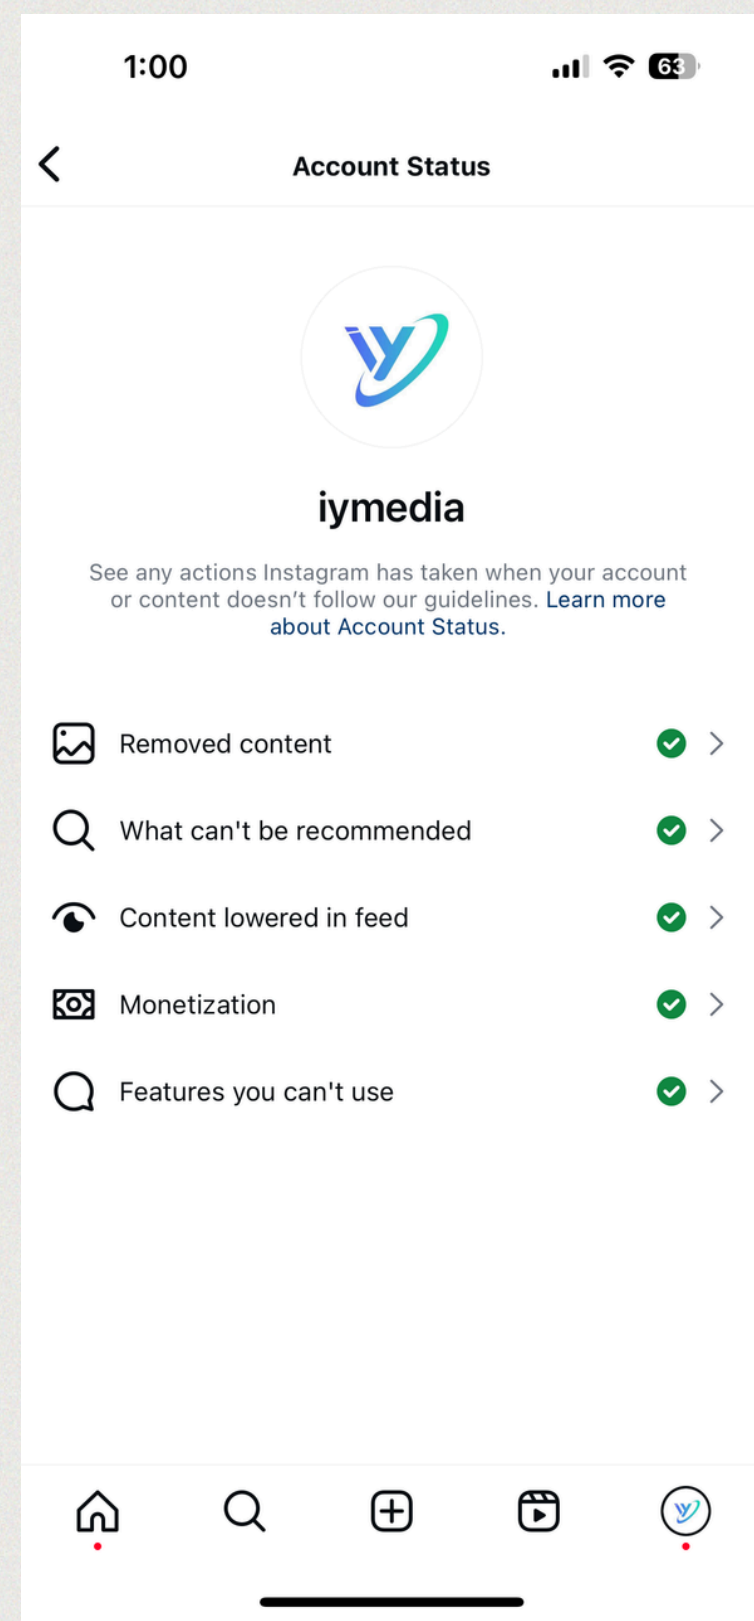 1:00
63
Account Status
iy
iymedia
See any actions Instagram has taken when your account
or content doesn’t follow our guidelines. Learn more
about Account Status.
Removed content
What can't be recommended
Content lowered in feed
Monetization
Features you can't use
iy